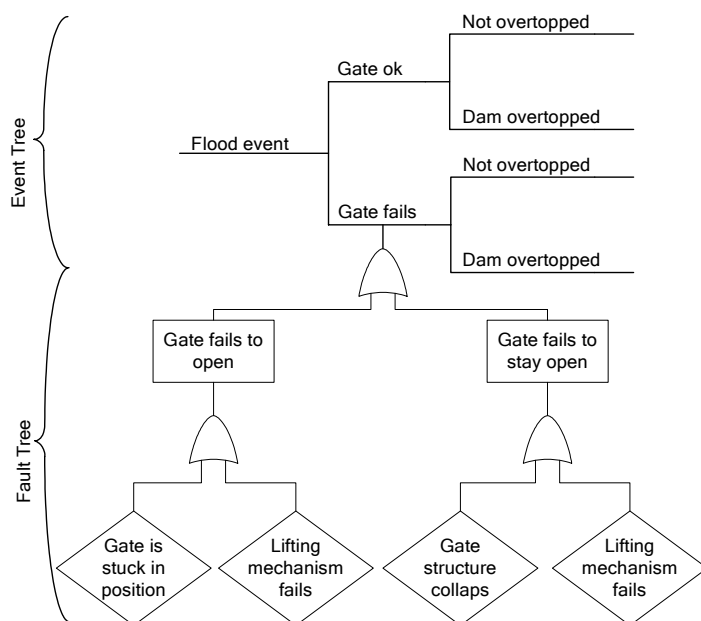 Event Tree
Not overtopped
Gate ok
Dam overtopped
Flood event
Not overtopped
Gate fails
Dam overtopped
Fault Tree
Gate fails to
open
Gate fails to
stay open
Gate is
stuck in
position
Lifting
mechanism
fails
Gate
structure
collaps
Lifting
mechanism
fails